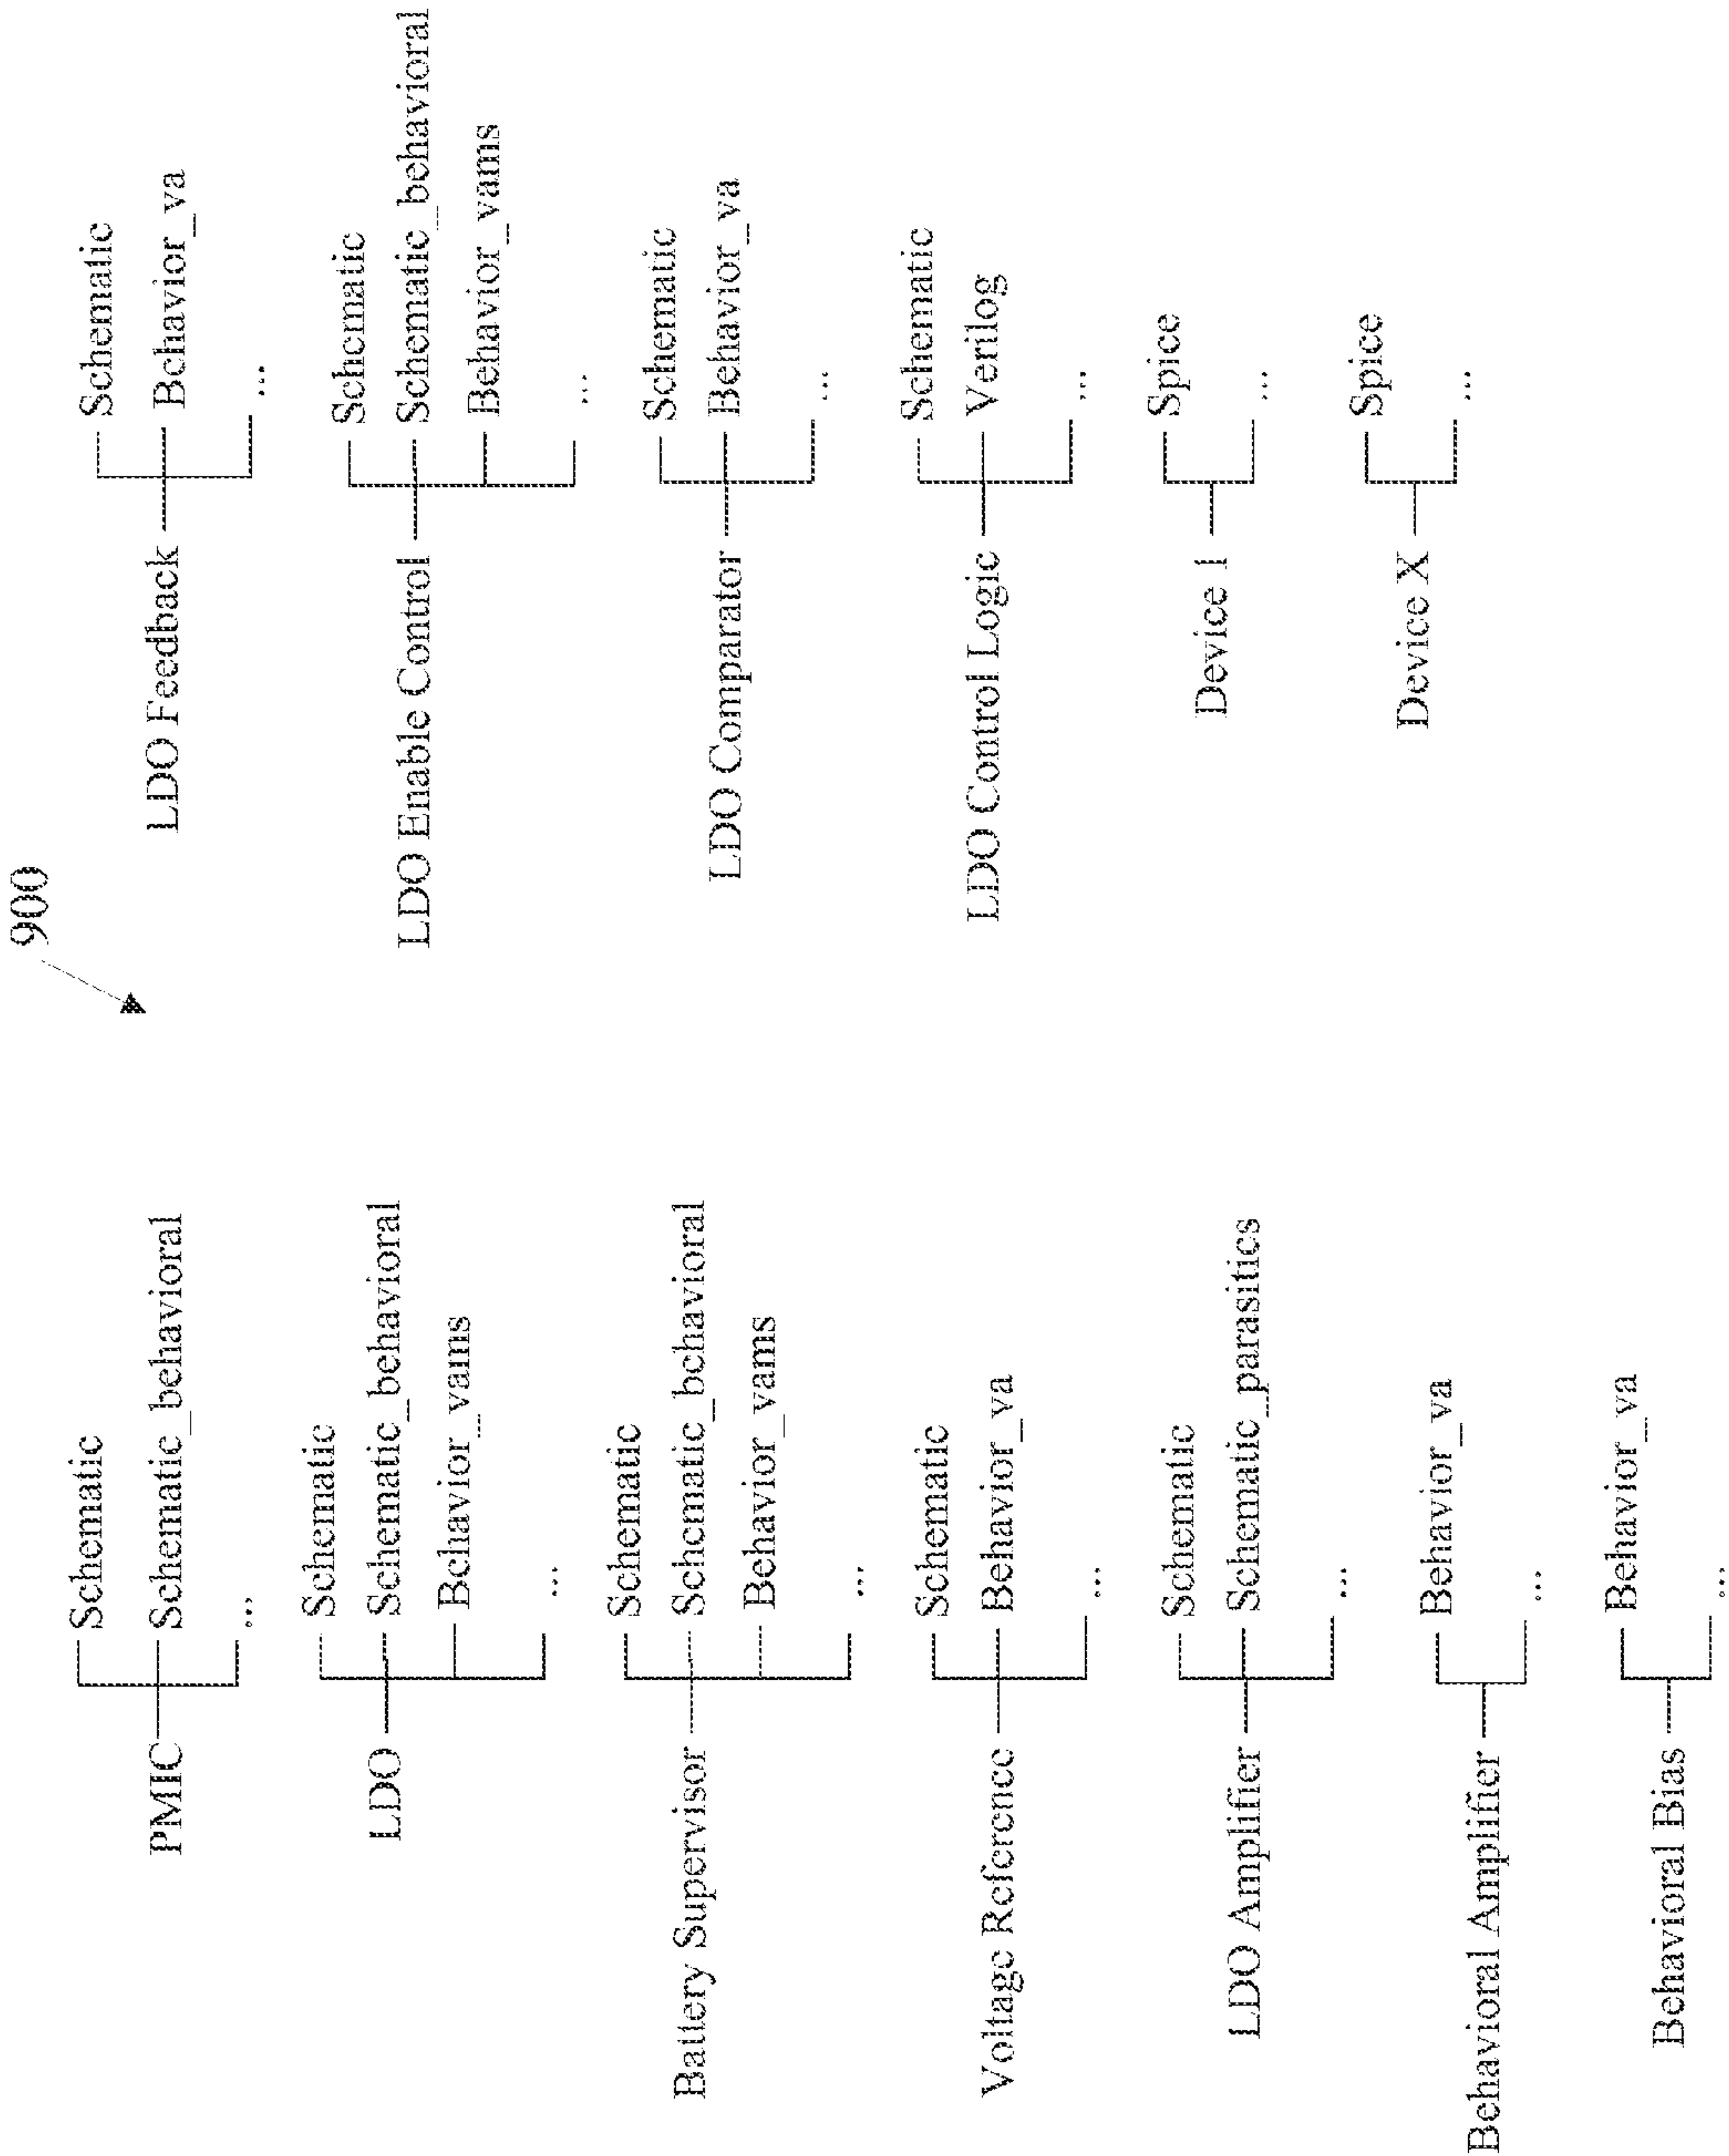 900
PMIC
Schematic
Schematic_behavioral
...
LDO
Schematic
Schematic_behavioral
Behavior_vams
...
Battery Supervisor
Schematic
Schematic_behavioral
Behavior_vams
...
Voltage Reference
Schematic
Behavior_va
...
LDO Amplifier
Schematic
Schematic_parasitics
...
Behavioral Amplifier
Behavior_va
...
Behavioral Bias
Behavior_va
...
LDO Feedback
Schematic
Behavior_va
...
LDO Enable Control
Schematic
Schematic_behavioral
Behavior_vams
...
LDO Comparator
Schematic
Behavior_va
...
LDO Control Logic
Schematic
Verilog
...
Device 1
Spice
...
Device X
Spice
...